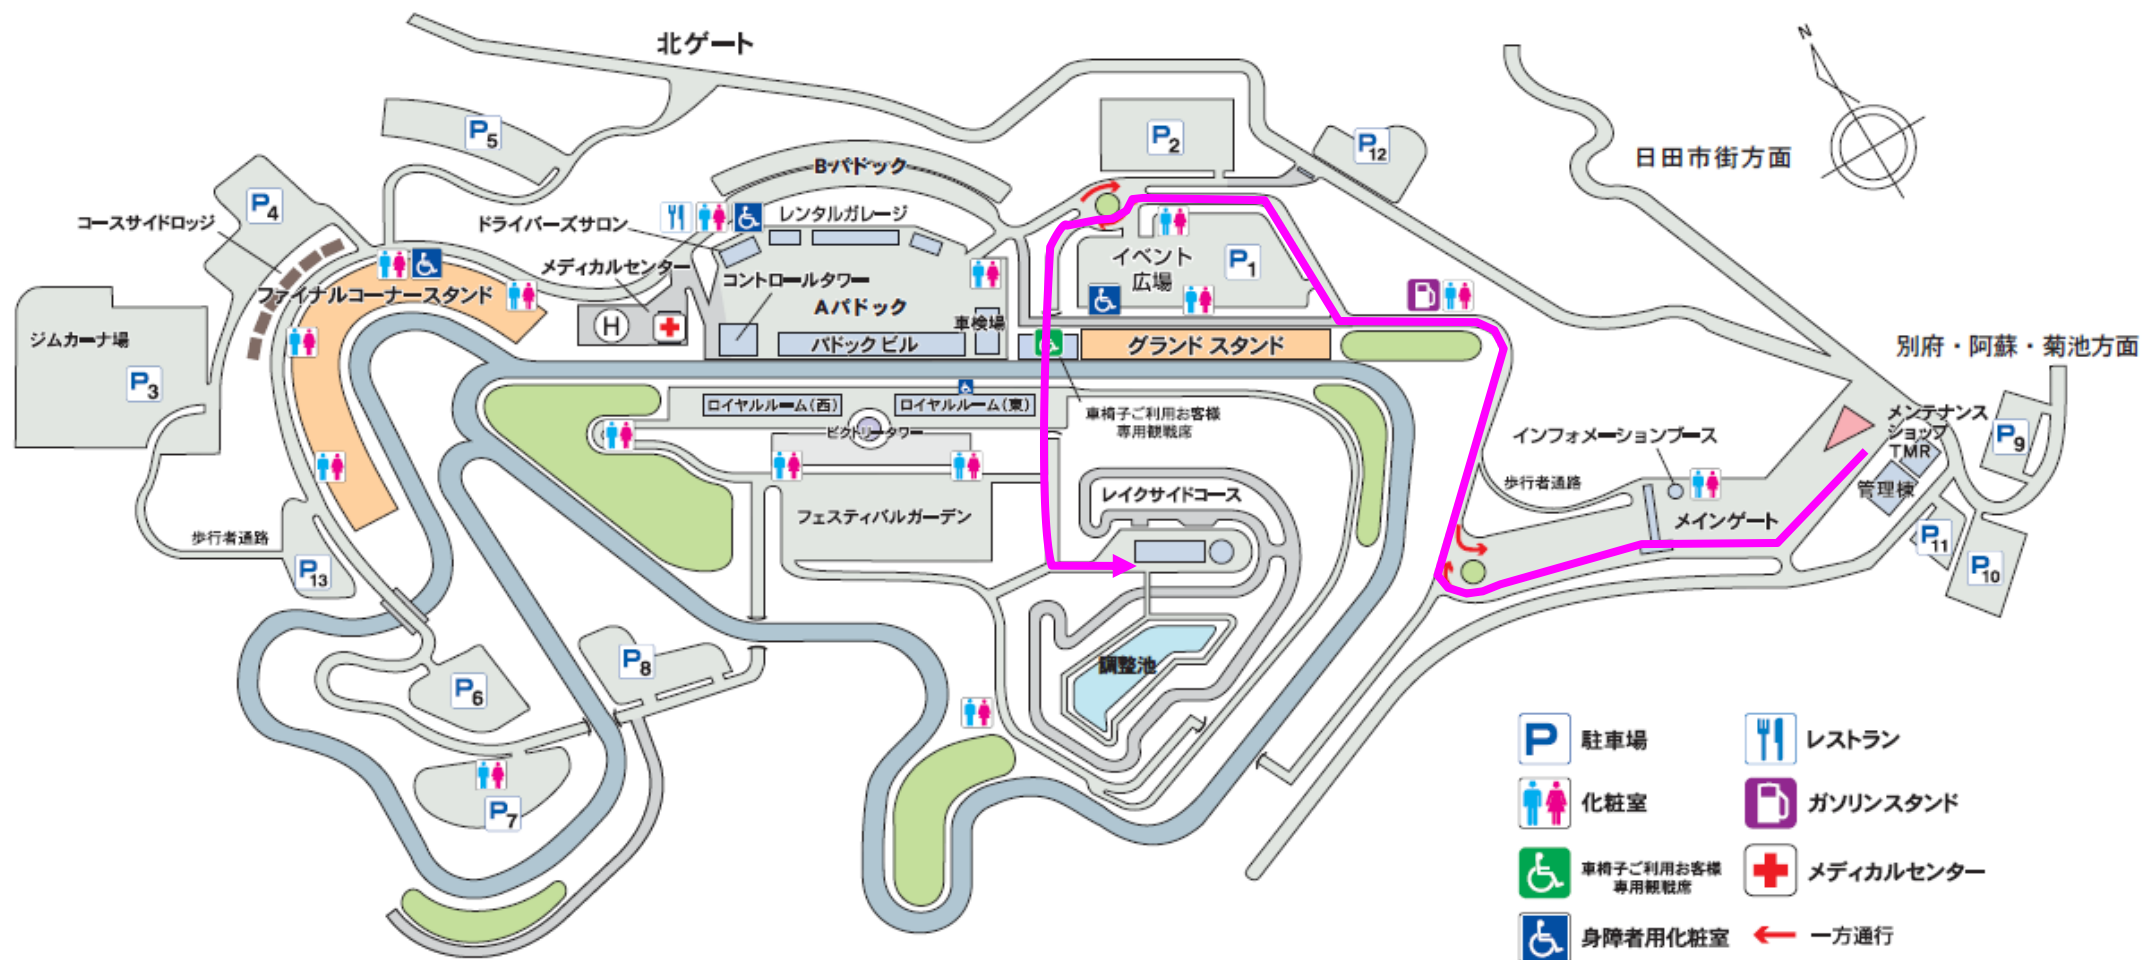 北ゲート
N
P5
P2
P12
日田市街方面
Bパドック
P4
コースサイドロッジ
ドライバーズサロン
レンタルガレージ
イベント
広場
P1
メディカルセンター
コントロールタワー
ファイナルコーナースタンド
Aパドック
H
車検場
ジムカーナ場
パドック ビル
グランド スタンド
別府・阿蘇・菊池方面
P3
ロイヤルルーム(西)
ロイヤルルーム(東)
ビクトリータワー
車椅子ご利用お客様
専用観戦席
メンテナンス
ショップ
TMR
P9
インフォメーションブース
歩行者通路
管理棟
レイクサイドコース
フェスティバルガーデン
メインゲート
歩行者通路
P11
P10
P13
調整池
P8
P6
P7
P 駐車場
レストラン
化粧室
ガソリンスタンド
車椅子ご利用お客様
専用観戦席
メディカルセンター
身障者用化粧室
一方通行